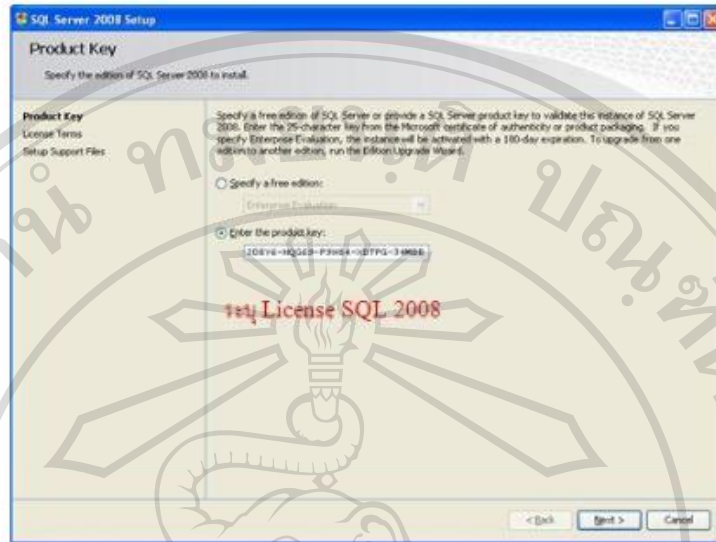 SQL Server 2008 Setup
Product Key
Specify the edition of SQL Server 2008 to install.
Product Key
License Terms
Setup Support Files
Specify a free edition of SQL Server or provide a SQL Server product key to validate this instance of SQL Server
2008. Enter the 25-character key from the Microsoft certificate of authenticity or product packaging. If you
specify Enterprise Evaluation, the instance will be activated with a 180-day expiration. To upgrade from one
edition to another edition, run the Edition Upgrade Wizard.
Specify a free edition:
Enterprise Evaluation
Enter the product key:
ระบุ License SQL 2008
< Back
Next >
Cancel